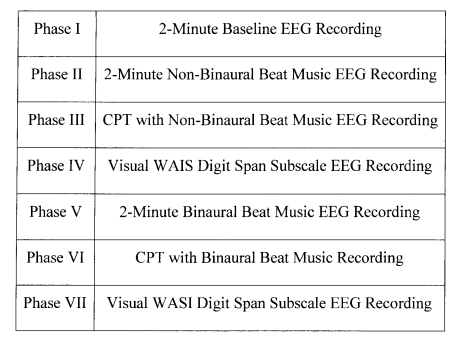 Phase I 2-Minute Baseline EEG Recording
Phase II 2-Minute Non-Binaural Beat Music EEG Recording
Phase III CPT with Non-Binaural Beat Music EEG Recording
Phase IV Visual WAIS Digit Span Subscale EEG Recording
Phase V 2-Minute Binaural Beat Music EEG Recording
Phase VI CPT with Binaural Beat Music Recording
Phase VII Visual WASI Digit Span Subscale EEG Recording